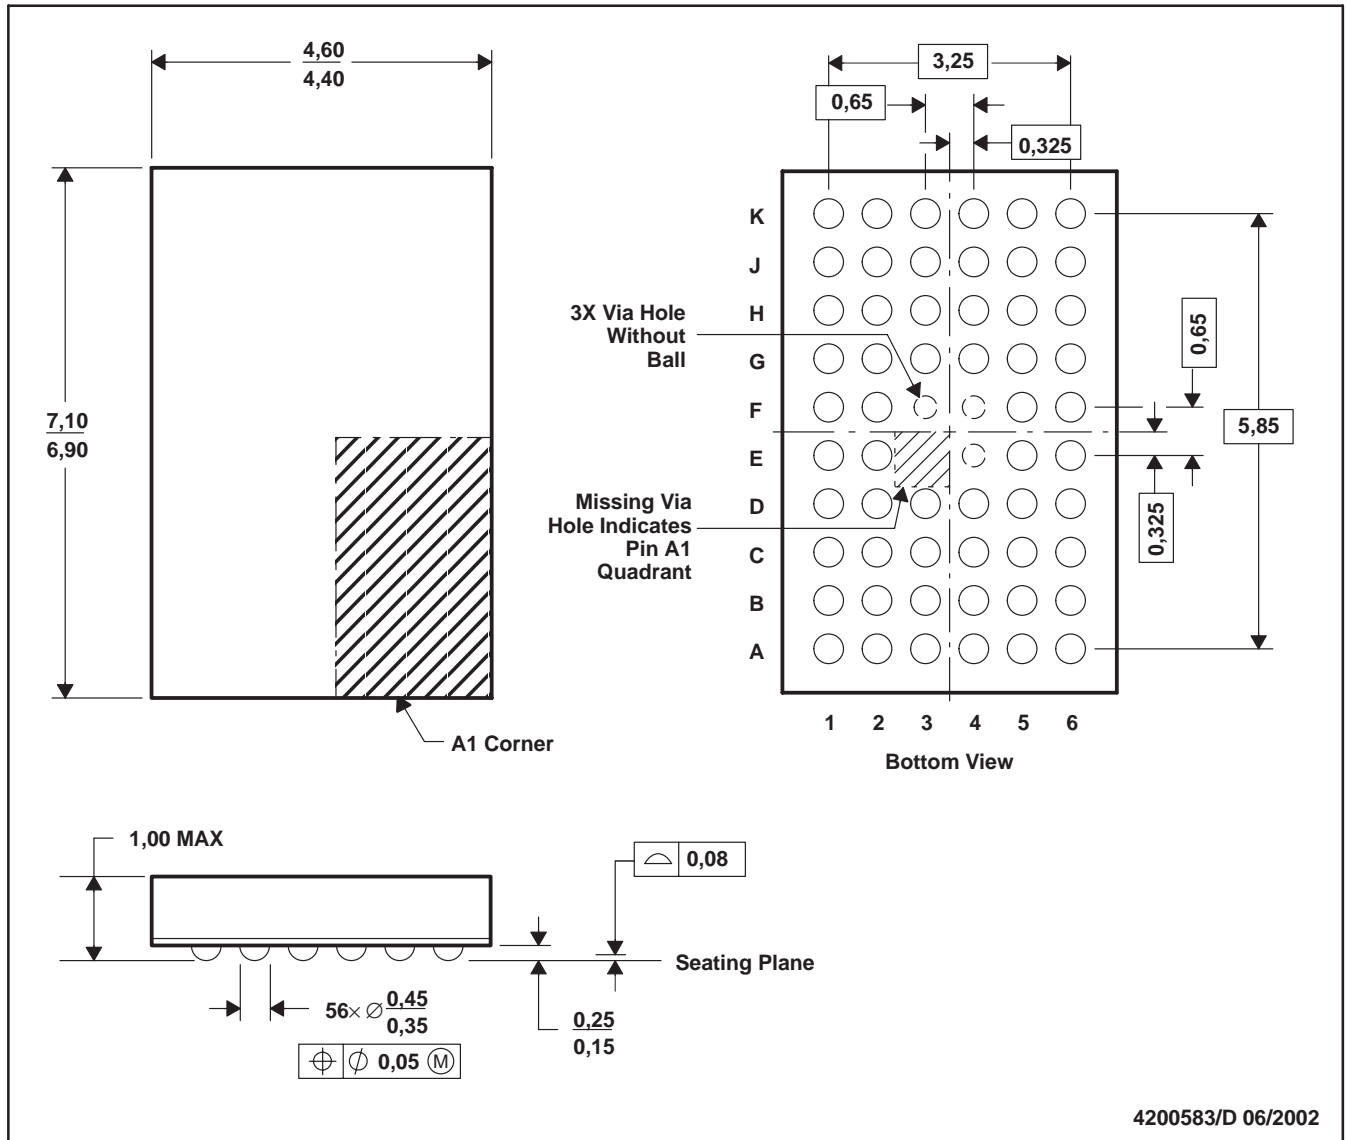 4,60
4,40
3,25
0,65
0,325
7,10
6,90
K
J
H
G
F
E
D
C
B
A
3X Via Hole
Without
Ball
Missing Via
Hole Indicates
Pin A1
Quadrant
0,65
5,85
0,325
1 2 3 4 5 6
Bottom View
A1 Corner
1,00 MAX
⌓ 0,08
Seating Plane
56× ∅ 0,45
0,35
0,25
0,15
⌖ ∅ 0,05 Ⓜ
4200583/D 06/2002